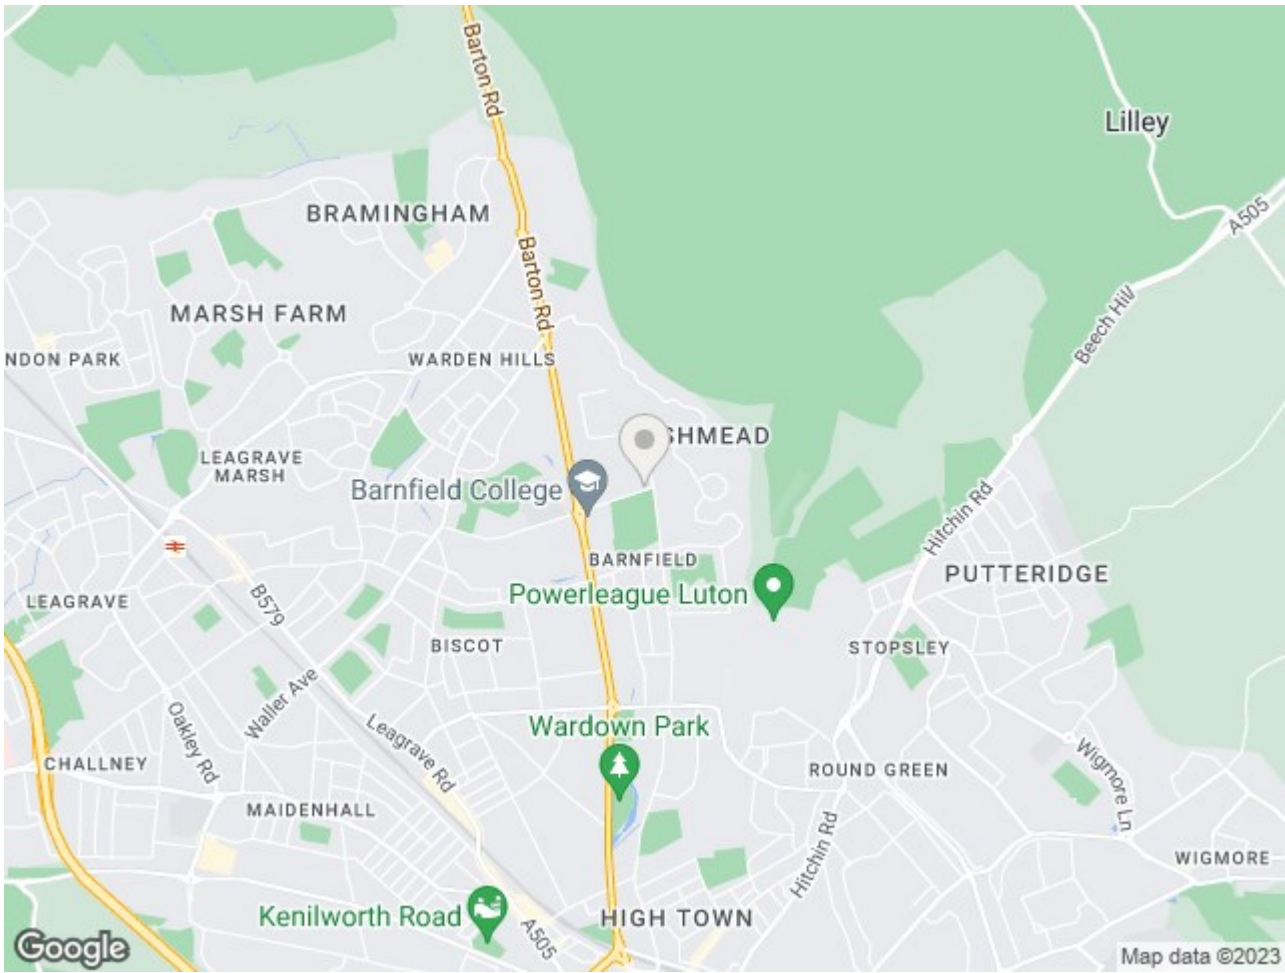 Barton Rd
Lilley
A505
BRAMINGHAM
Barton Rd
Beech Hil
MARSH FARM
NDON PARK
WARDEN HILLS
SHMEAD
LEAGRAVE
MARSH
Barnfield College
Hitchin Rd
BARNFIELD
PUTTERIDGE
Powerleague Luton
B579
LEAGRAVE
BISCOT
STOPSLEY
Waller Ave
Oakley Rd
Leagrave Rd
Wardown Park
CHALLNEY
ROUND GREEN
Wigmore Ln
MAIDENHALL
Hitchin Rd
WIGMORE
Kenilworth Road
A505
HIGH TOWN
Google
Map data ©2023